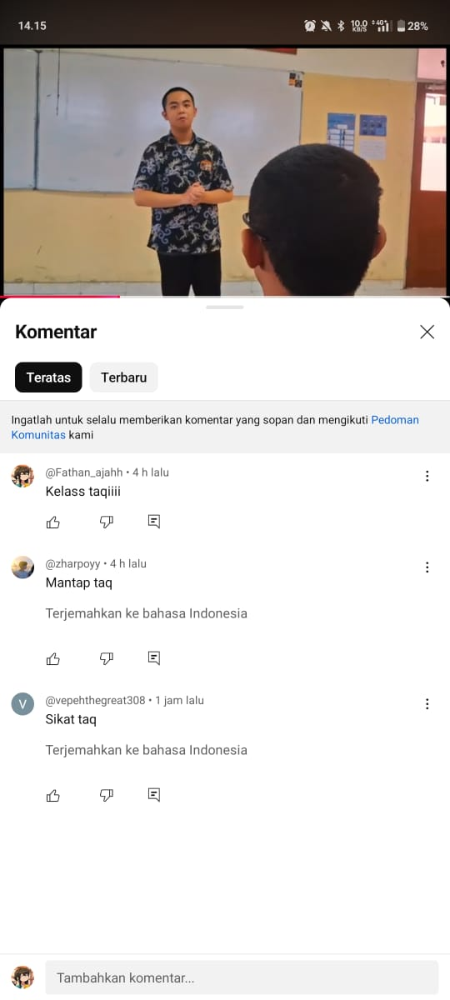 14.15
10.0
KB/S
4G+
28%
Komentar
Teratas
Terbaru
Ingatlah untuk selalu memberikan komentar yang sopan dan mengikuti Pedoman
Komunitas kami
@Fathan_ajahh • 4 h lalu
Kelass taqiiii
@zharpoyy • 4 h lalu
Mantap taq
Terjemahkan ke bahasa Indonesia
V
@vepehthegreat308 • 1 jam lalu
Sikat taq
Terjemahkan ke bahasa Indonesia
Tambahkan komentar...